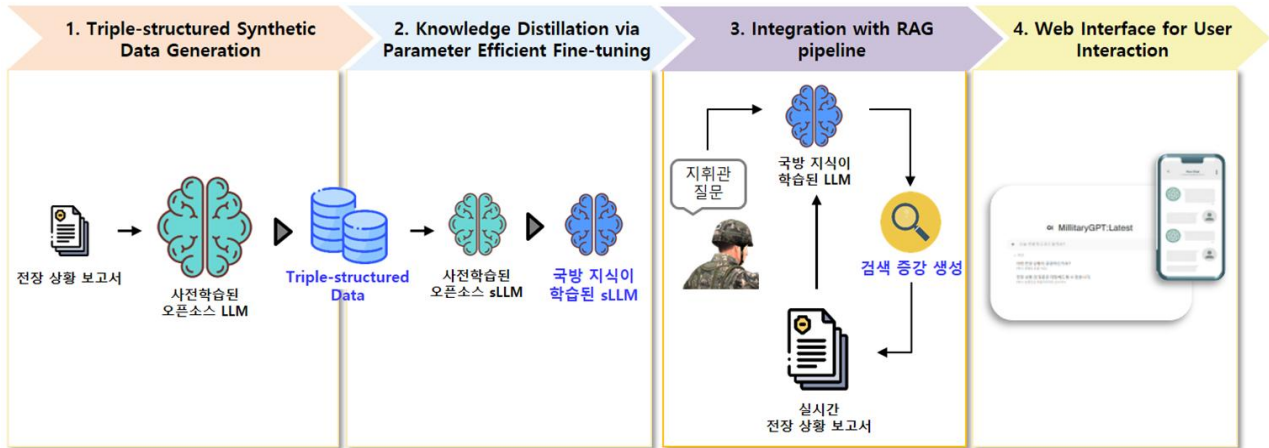 1. Triple-structured Synthetic
Data Generation
2. Knowledge Distillation via
Parameter Efficient Fine-tuning
3. Integration with RAG
pipeline
4. Web Interface for User
Interaction
전장 상황 보고서
사전학습된
오픈소스 LLM
Triple-structured
Data
사전학습된
오픈소스 sLLM
국방 지식이
학습된 sLLM
지휘관
질문
국방 지식이
학습된 LLM
검색 증강 생성
실시간
전장 상황 보고서
MillitaryGPT:Latest